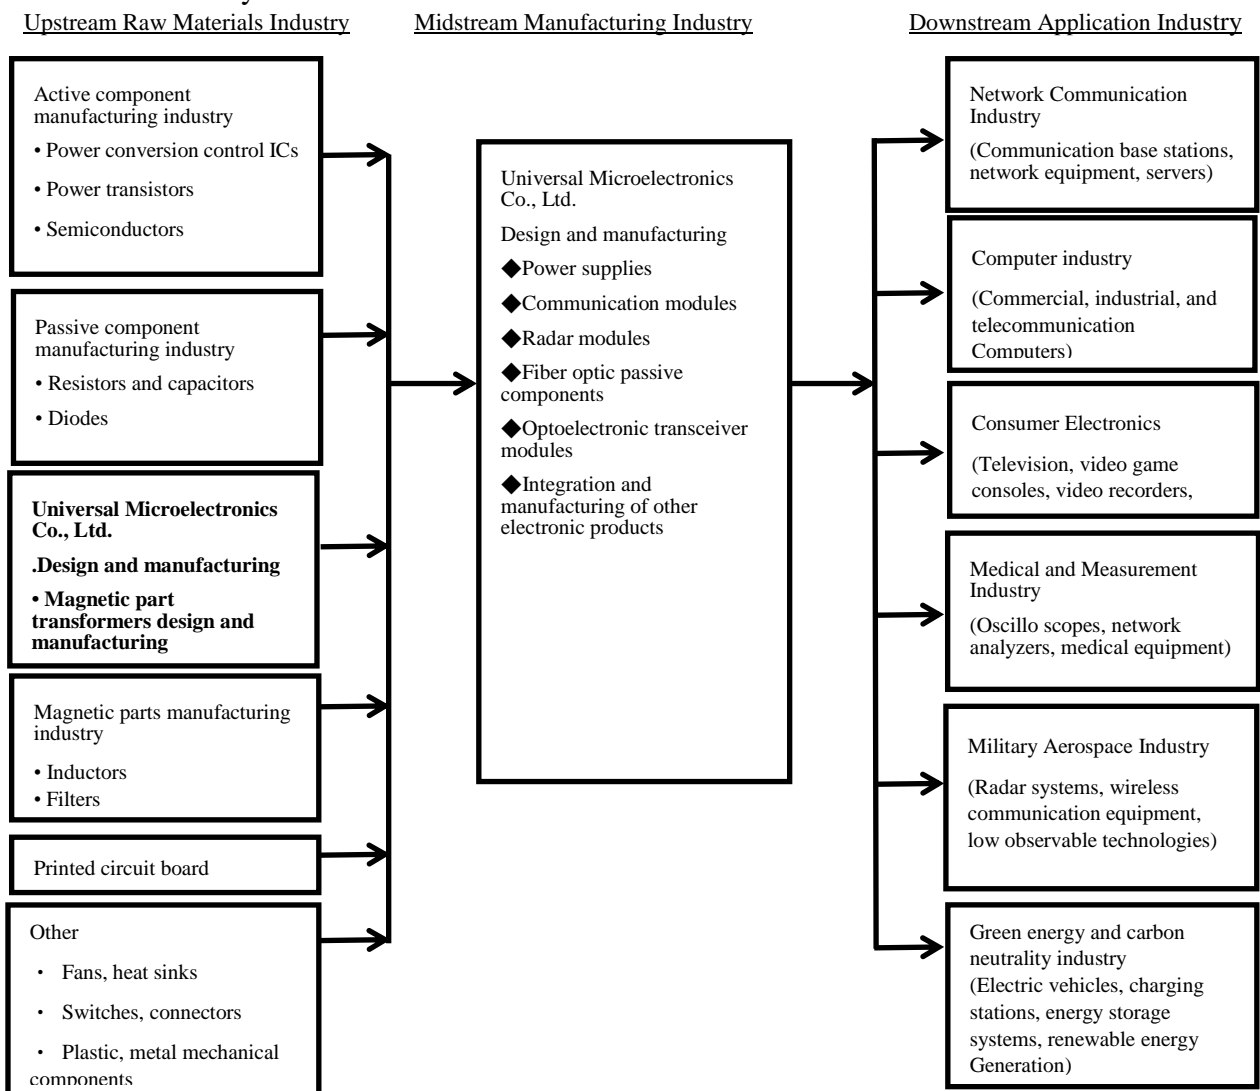 Upstream Raw Materials Industry
Midstream Manufacturing Industry
Downstream Application Industry
Active component
manufacturing industry
• Power conversion control ICs
• Power transistors
• Semiconductors
Passive component
manufacturing industry
• Resistors and capacitors
• Diodes
Universal Microelectronics
Co., Ltd.
.Design and manufacturing
• Magnetic part
transformers design and
manufacturing
Magnetic parts manufacturing
industry
• Inductors
• Filters
Printed circuit board
Other
• Fans, heat sinks
• Switches, connectors
• Plastic, metal mechanical
components
Universal Microelectronics
Co., Ltd.
Design and manufacturing
◆Power supplies
◆Communication modules
◆Radar modules
◆Fiber optic passive
components
◆Optoelectronic transceiver
modules
◆Integration and
manufacturing of other
electronic products
Network Communication
Industry
(Communication base stations,
network equipment, servers)
Computer industry
(Commercial, industrial, and
telecommunication
Computers)
Consumer Electronics
(Television, video game
consoles, video recorders,
Medical and Measurement
Industry
(Oscillo scopes, network
analyzers, medical equipment)
Military Aerospace Industry
(Radar systems, wireless
communication equipment,
low observable technologies)
Green energy and carbon
neutrality industry
(Electric vehicles, charging
stations, energy storage
systems, renewable energy
Generation)